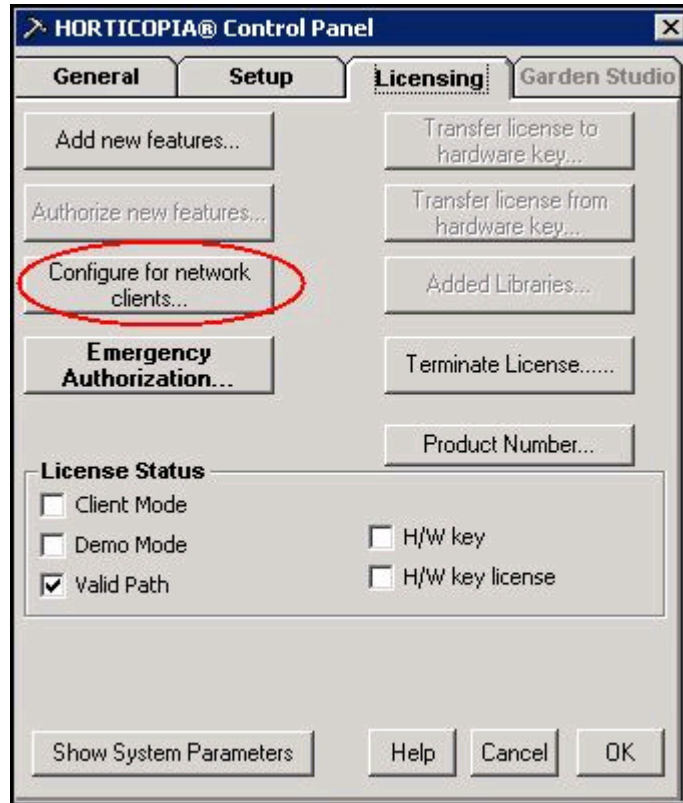 HORTICOPIA® Control Panel
General
Setup
Licensing
Garden Studio
Add new features...
Transfer license to
hardware key...
Authorize new features...
Transfer license from
hardware key...
Configure for network
clients...
Added Libraries...
Emergency
Authorization...
Terminate License......
Product Number...
License Status
Client Mode
Demo Mode
H/W key
Valid Path
H/W key license
Show System Parameters
Help
Cancel
OK